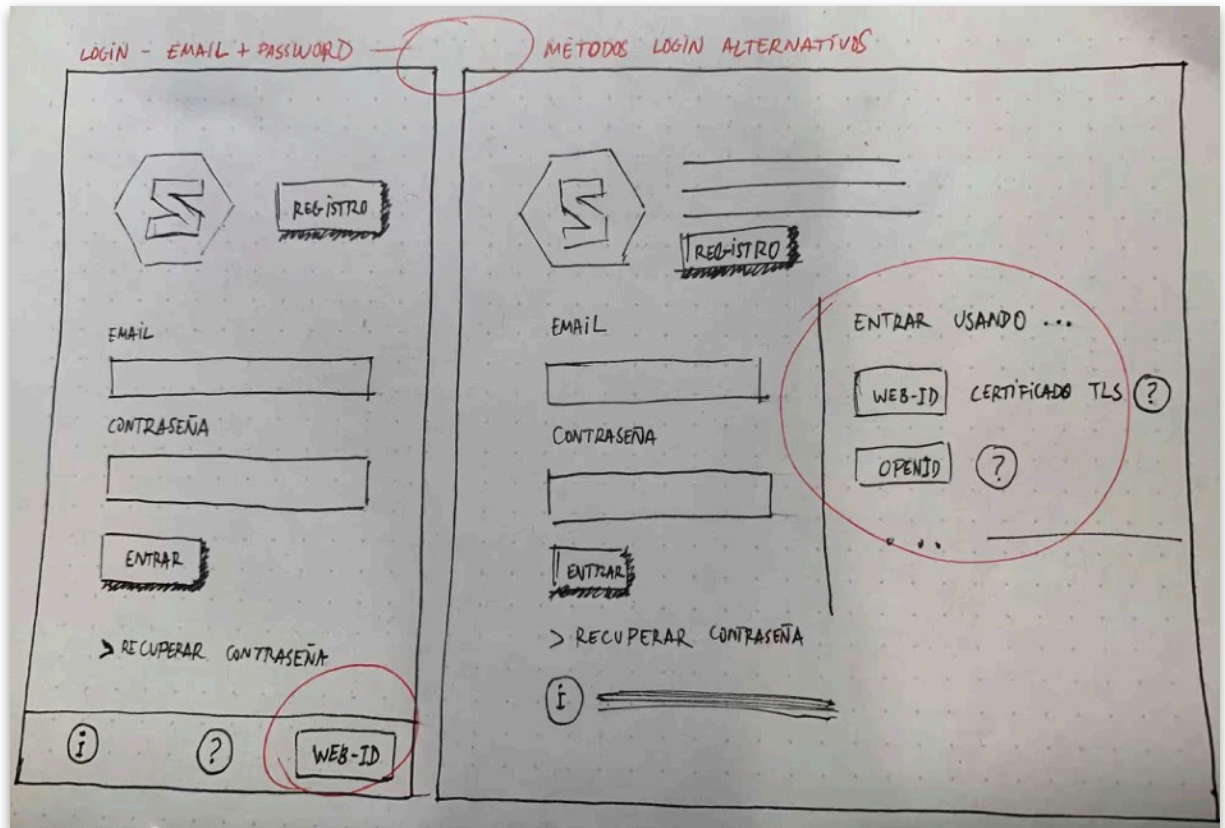 LOGIN - EMAIL + PASSWORD —
REGISTRO
EMAIL
CONTRASEÑA
ENTRAR
> RECUPERAR CONTRASEÑA
i
?
WEB-ID
METODOS LOGIN ALTERNATIVOS
REGISTRO
EMAIL
CONTRASEÑA
ENTRAR
> RECUPERAR CONTRASEÑA
i
ENTRAR USANDO ...
WEB-ID CERTIFICADO TLS ?
OPENID ?
...